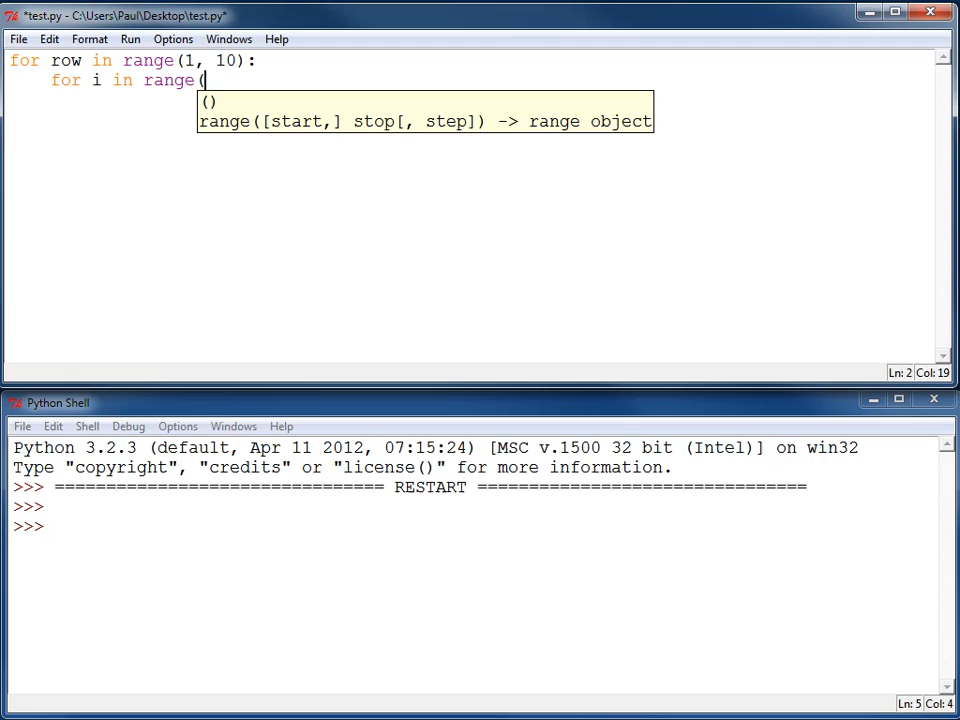 *test.py - C:\Users\Paul\Desktop\test.py*
File Edit Format Run Options Windows Help
for row in range(1, 10):
    for i in range(
()
range([start,] stop[, step]) -> range object
Ln: 2 Col: 19
Python Shell
File Edit Shell Debug Options Windows Help
Python 3.2.3 (default, Apr 11 2012, 07:15:24) [MSC v.1500 32 bit (Intel)] on win32
Type "copyright", "credits" or "license()" for more information.
>>> ================================ RESTART ================================
>>>
>>>
Ln: 5 Col: 4